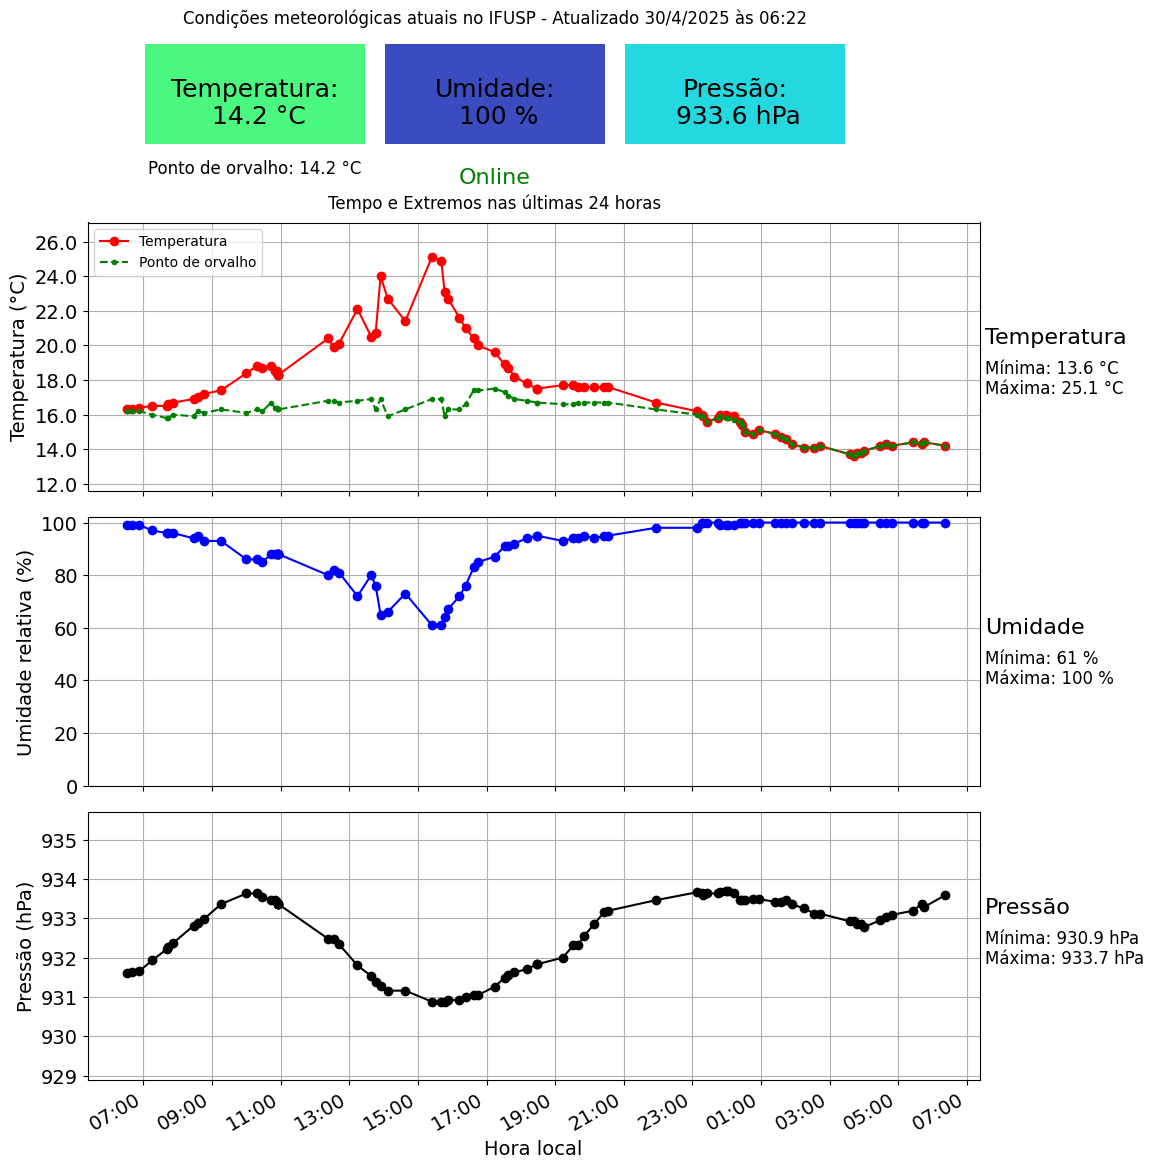 Condições meteorológicas atuais no IFUSP - Atualizado 30/4/2025 às 06:22
Temperatura:
14.2 °C
Umidade:
100 %
Pressão:
933.6 hPa
Ponto de orvalho: 14.2 °C
Online
Tempo e Extremos nas últimas 24 horas
Temperatura
Ponto de orvalho
Temperatura (°C)
26.0
24.0
22.0
20.0
18.0
16.0
14.0
12.0
Temperatura
Mínima: 13.6 °C
Máxima: 25.1 °C
Umidade relativa (%)
100
80
60
40
20
0
Umidade
Mínima: 61 %
Máxima: 100 %
Pressão (hPa)
935
934
933
932
931
930
929
Pressão
Mínima: 930.9 hPa
Máxima: 933.7 hPa
07:00
09:00
11:00
13:00
15:00
17:00
19:00
21:00
23:00
01:00
03:00
05:00
07:00
Hora local